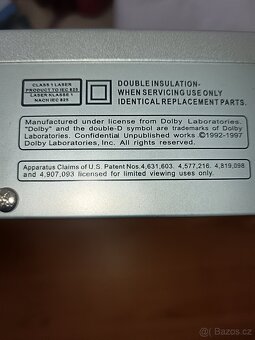 CLASS 1 LASER
PRODUCT TO IEC 825
LASER KLASSE 1
NACH IEC 825
DOUBLE INSULATION-
WHEN SERVICING USE ONLY
IDENTICAL REPLACEMENT PARTS.
Manufactured under license from Dolby Laboratories.
"Dolby" and the double-D symbol are trademarks of Dolby
Laboratories. Confidential Unpublished works ©1992-1997
Dolby Laboratories, Inc. All rights reserved.
Apparatus Claims of U.S. Patent Nos.4,631,603, 4,577,216, 4,819,098
and 4,907,093 licensed for limited viewing uses only.
Bazoš.cz